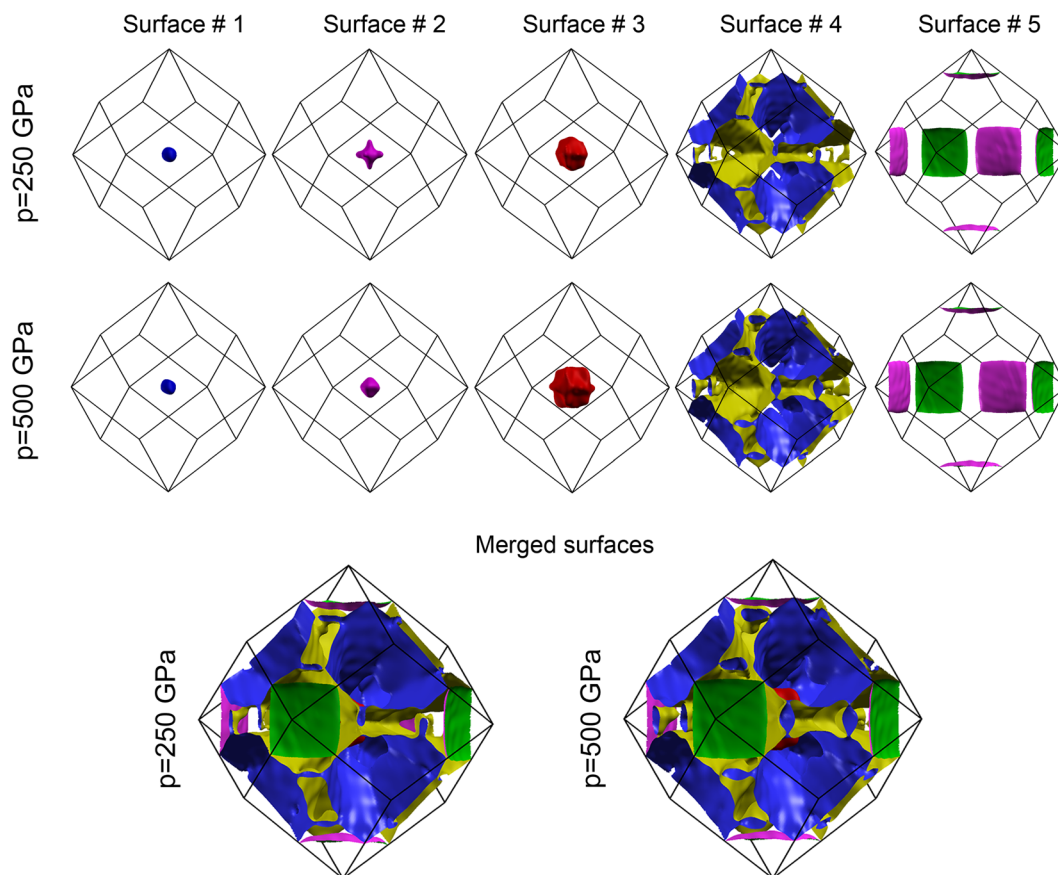 Surface # 1
Surface # 2
Surface # 3
Surface # 4
Surface # 5
p=250 GPa
p=500 GPa
Merged surfaces
p=250 GPa
p=500 GPa